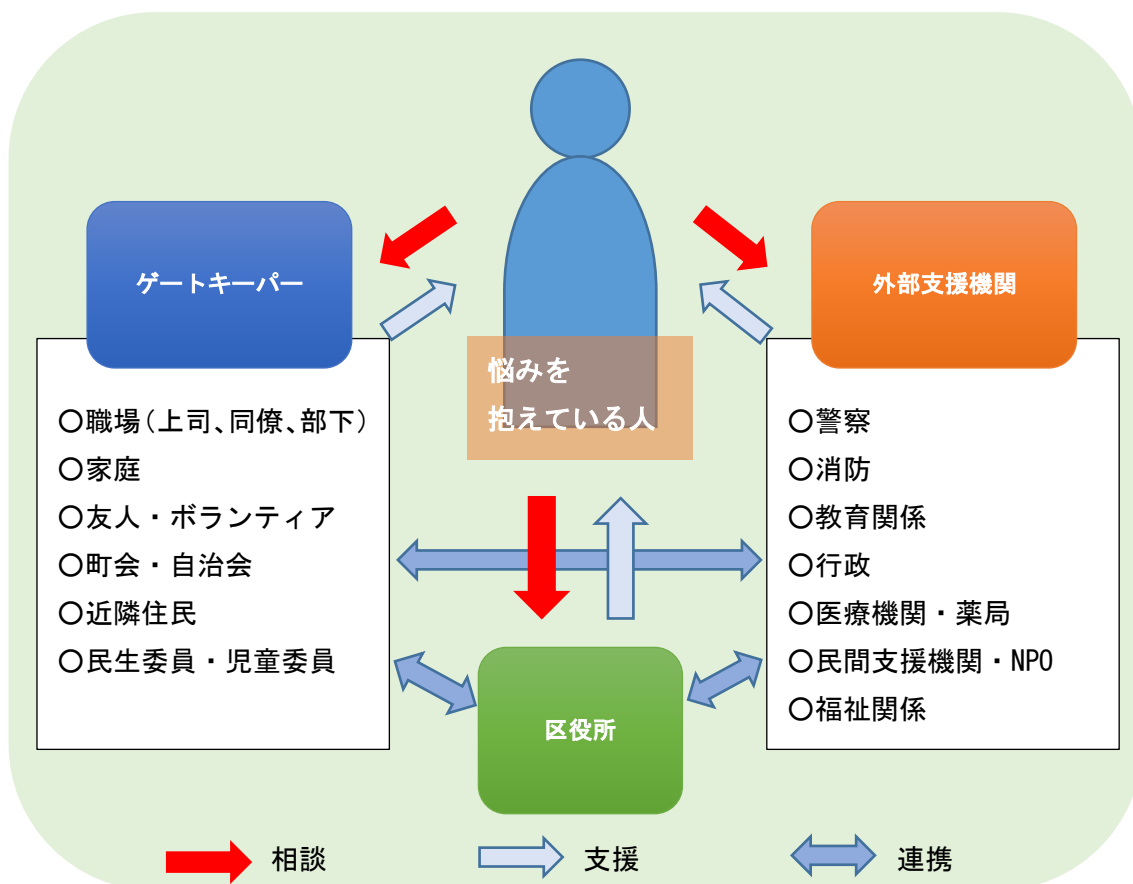 ゲートキーパー
外部支援機関
悩みを
抱えている人
〇職場(上司、同僚、部下)
〇家庭
〇友人・ボランティア
〇町会・自治会
〇近隣住民
〇民生委員・児童委員
〇警察
〇消防
〇教育関係
〇行政
〇医療機関・薬局
〇民間支援機関・NPO
〇福祉関係
区役所
相談
支援
連携